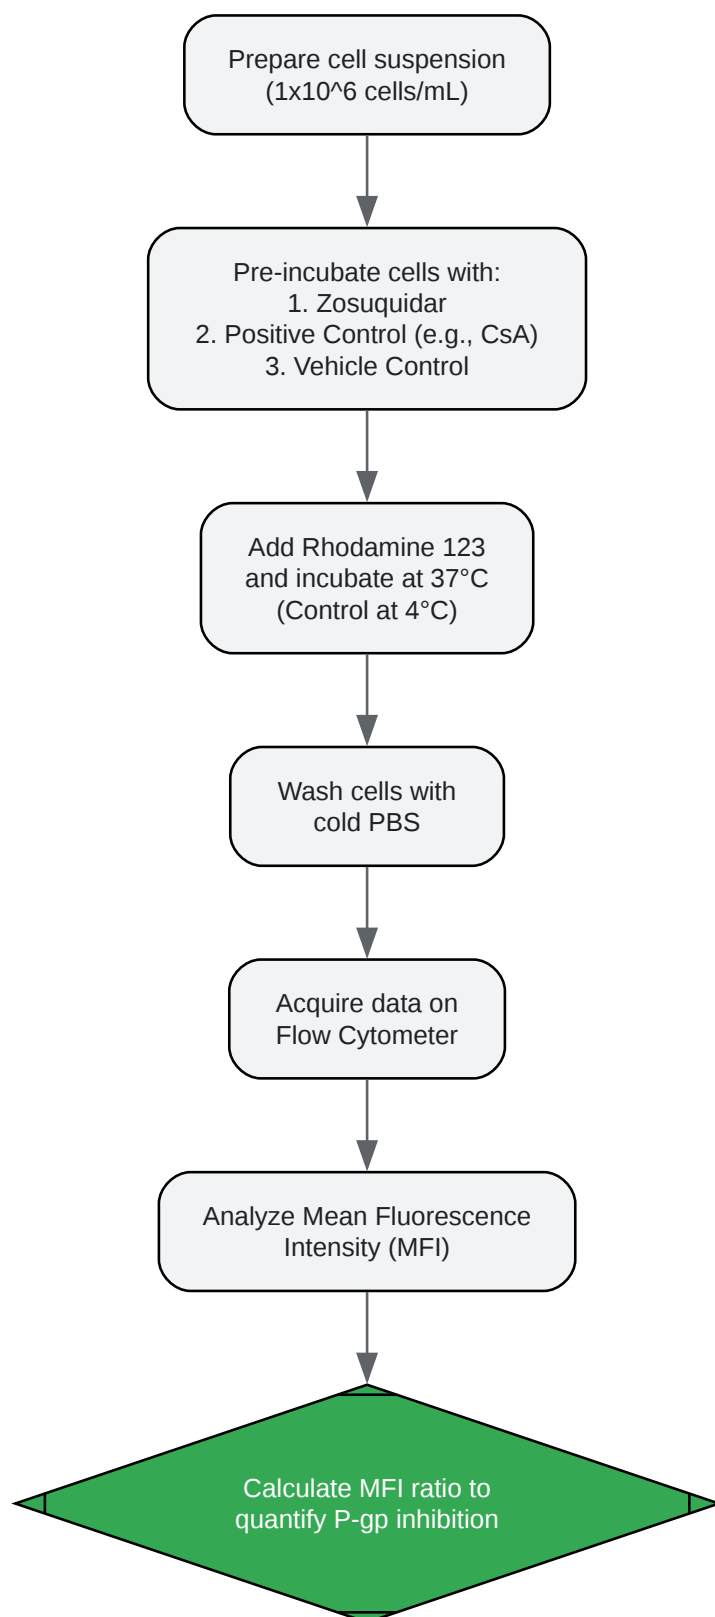 Prepare cell suspension
(1x10^6 cells/mL)
Pre-incubate cells with:
1. Zosuquidar
2. Positive Control (e.g., CsA)
3. Vehicle Control
Add Rhodamine 123
and incubate at 37°C
(Control at 4°C)
Wash cells with
cold PBS
Acquire data on
Flow Cytometer
Analyze Mean Fluorescence
Intensity (MFI)
Calculate MFI ratio to
quantify P-gp inhibition